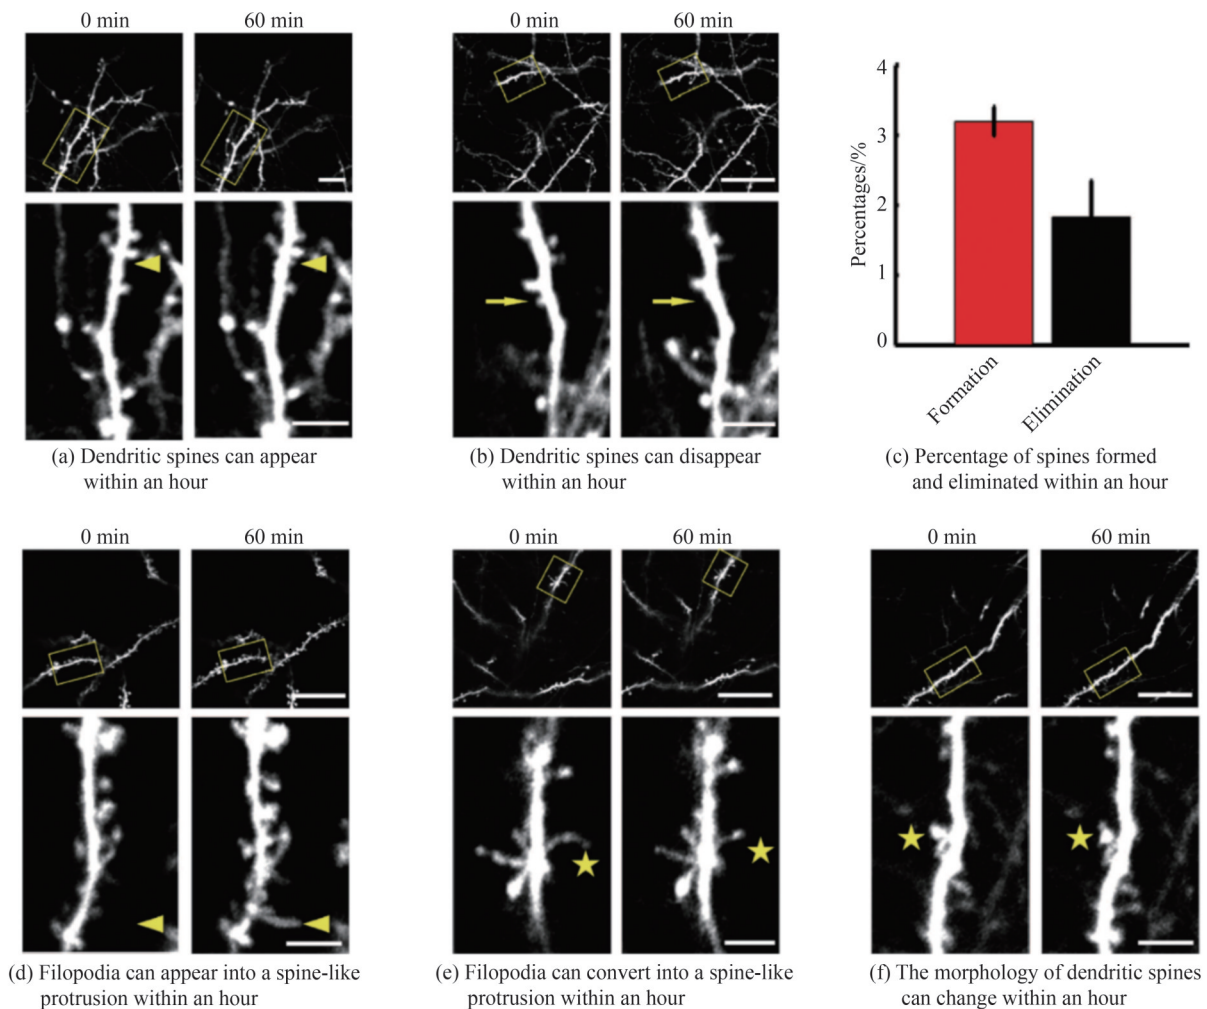 0 min 60 min
0 min 60 min
4
3
2
1
0
Percentages/%
Formation
Elimination
(a) Dendritic spines can appear
within an hour
(b) Dendritic spines can disappear
within an hour
(c) Percentage of spines formed
and eliminated within an hour
0 min 60 min
0 min 60 min
0 min 60 min
(d) Filopodia can appear into a spine-like
protrusion within an hour
(e) Filopodia can convert into a spine-like
protrusion within an hour
(f) The morphology of dendritic spines
can change within an hour